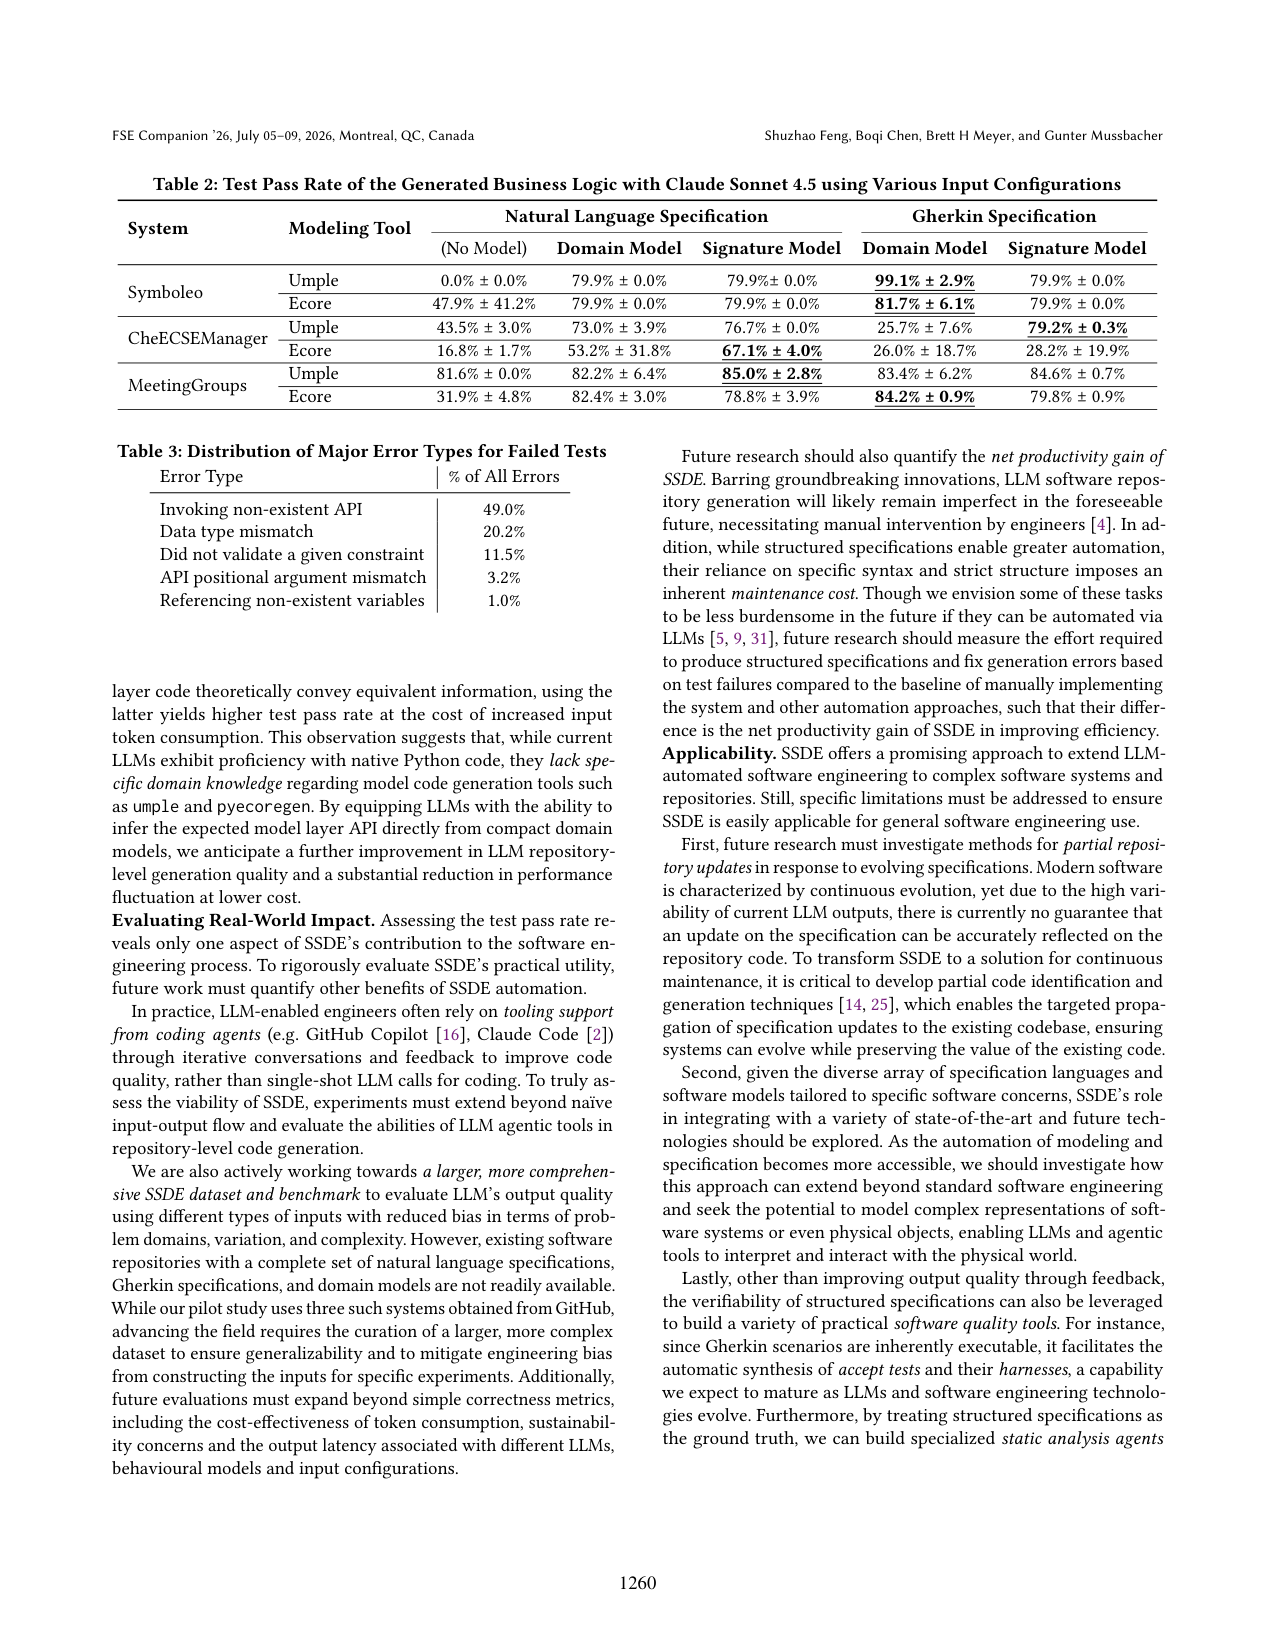 FSE Companion ’26, July 05–09, 2026, Montreal, QC, Canada
Shuzhao Feng, Boqi Chen, Brett H Meyer, and Gunter Mussbacher
Table 2: Test Pass Rate of the Generated Business Logic with Claude Sonnet 4.5 using Various Input Configurations
System Modeling Tool Natural Language Specification Gherkin Specification
(No Model) Domain Model Signature Model Domain Model Signature Model
Symboleo Umple 0.0% ± 0.0% 79.9% ± 0.0% 79.9%± 0.0% 99.1% ± 2.9% 79.9% ± 0.0%
Ecore 47.9% ± 41.2% 79.9% ± 0.0% 79.9% ± 0.0% 81.7% ± 6.1% 79.9% ± 0.0%
CheECSEManager Umple 43.5% ± 3.0% 73.0% ± 3.9% 76.7% ± 0.0% 25.7% ± 7.6% 79.2% ± 0.3%
Ecore 16.8% ± 1.7% 53.2% ± 31.8% 67.1% ± 4.0% 26.0% ± 18.7% 28.2% ± 19.9%
MeetingGroups Umple 81.6% ± 0.0% 82.2% ± 6.4% 85.0% ± 2.8% 83.4% ± 6.2% 84.6% ± 0.7%
Ecore 31.9% ± 4.8% 82.4% ± 3.0% 78.8% ± 3.9% 84.2% ± 0.9% 79.8% ± 0.9%
Table 3: Distribution of Major Error Types for Failed Tests
Error Type % of All Errors
Invoking non-existent API 49.0%
Data type mismatch 20.2%
Did not validate a given constraint 11.5%
API positional argument mismatch 3.2%
Referencing non-existent variables 1.0%
layer code theoretically convey equivalent information, using the
latter yields higher test pass rate at the cost of increased input
token consumption. This observation suggests that, while current
LLMs exhibit proficiency with native Python code, they lack spe-
cific domain knowledge regarding model code generation tools such
as umple and pyecoregen. By equipping LLMs with the ability to
infer the expected model layer API directly from compact domain
models, we anticipate a further improvement in LLM repository-
level generation quality and a substantial reduction in performance
fluctuation at lower cost.
Evaluating Real-World Impact. Assessing the test pass rate re-
veals only one aspect of SSDE’s contribution to the software en-
gineering process. To rigorously evaluate SSDE’s practical utility,
future work must quantify other benefits of SSDE automation.
In practice, LLM-enabled engineers often rely on tooling support
from coding agents (e.g. GitHub Copilot [16], Claude Code [2])
through iterative conversations and feedback to improve code
quality, rather than single-shot LLM calls for coding. To truly as-
sess the viability of SSDE, experiments must extend beyond naïve
input-output flow and evaluate the abilities of LLM agentic tools in
repository-level code generation.
We are also actively working towards a larger, more comprehen-
sive SSDE dataset and benchmark to evaluate LLM’s output quality
using different types of inputs with reduced bias in terms of prob-
lem domains, variation, and complexity. However, existing software
repositories with a complete set of natural language specifications,
Gherkin specifications, and domain models are not readily available.
While our pilot study uses three such systems obtained from GitHub,
advancing the field requires the curation of a larger, more complex
dataset to ensure generalizability and to mitigate engineering bias
from constructing the inputs for specific experiments. Additionally,
future evaluations must expand beyond simple correctness metrics,
including the cost-effectiveness of token consumption, sustainabil-
ity concerns and the output latency associated with different LLMs,
behavioural models and input configurations.
Future research should also quantify the net productivity gain of
SSDE. Barring groundbreaking innovations, LLM software repos-
itory generation will likely remain imperfect in the foreseeable
future, necessitating manual intervention by engineers [4]. In ad-
dition, while structured specifications enable greater automation,
their reliance on specific syntax and strict structure imposes an
inherent maintenance cost. Though we envision some of these tasks
to be less burdensome in the future if they can be automated via
LLMs [5, 9, 31], future research should measure the effort required
to produce structured specifications and fix generation errors based
on test failures compared to the baseline of manually implementing
the system and other automation approaches, such that their differ-
ence is the net productivity gain of SSDE in improving efficiency.
Applicability. SSDE offers a promising approach to extend LLM-
automated software engineering to complex software systems and
repositories. Still, specific limitations must be addressed to ensure
SSDE is easily applicable for general software engineering use.
First, future research must investigate methods for partial reposi-
tory updates in response to evolving specifications. Modern software
is characterized by continuous evolution, yet due to the high vari-
ability of current LLM outputs, there is currently no guarantee that
an update on the specification can be accurately reflected on the
repository code. To transform SSDE to a solution for continuous
maintenance, it is critical to develop partial code identification and
generation techniques [14, 25], which enables the targeted propa-
gation of specification updates to the existing codebase, ensuring
systems can evolve while preserving the value of the existing code.
Second, given the diverse array of specification languages and
software models tailored to specific software concerns, SSDE’s role
in integrating with a variety of state-of-the-art and future tech-
nologies should be explored. As the automation of modeling and
specification becomes more accessible, we should investigate how
this approach can extend beyond standard software engineering
and seek the potential to model complex representations of soft-
ware systems or even physical objects, enabling LLMs and agentic
tools to interpret and interact with the physical world.
Lastly, other than improving output quality through feedback,
the verifiability of structured specifications can also be leveraged
to build a variety of practical software quality tools. For instance,
since Gherkin scenarios are inherently executable, it facilitates the
automatic synthesis of accept tests and their harnesses, a capability
we expect to mature as LLMs and software engineering technolo-
gies evolve. Furthermore, by treating structured specifications as
the ground truth, we can build specialized static analysis agents
1260